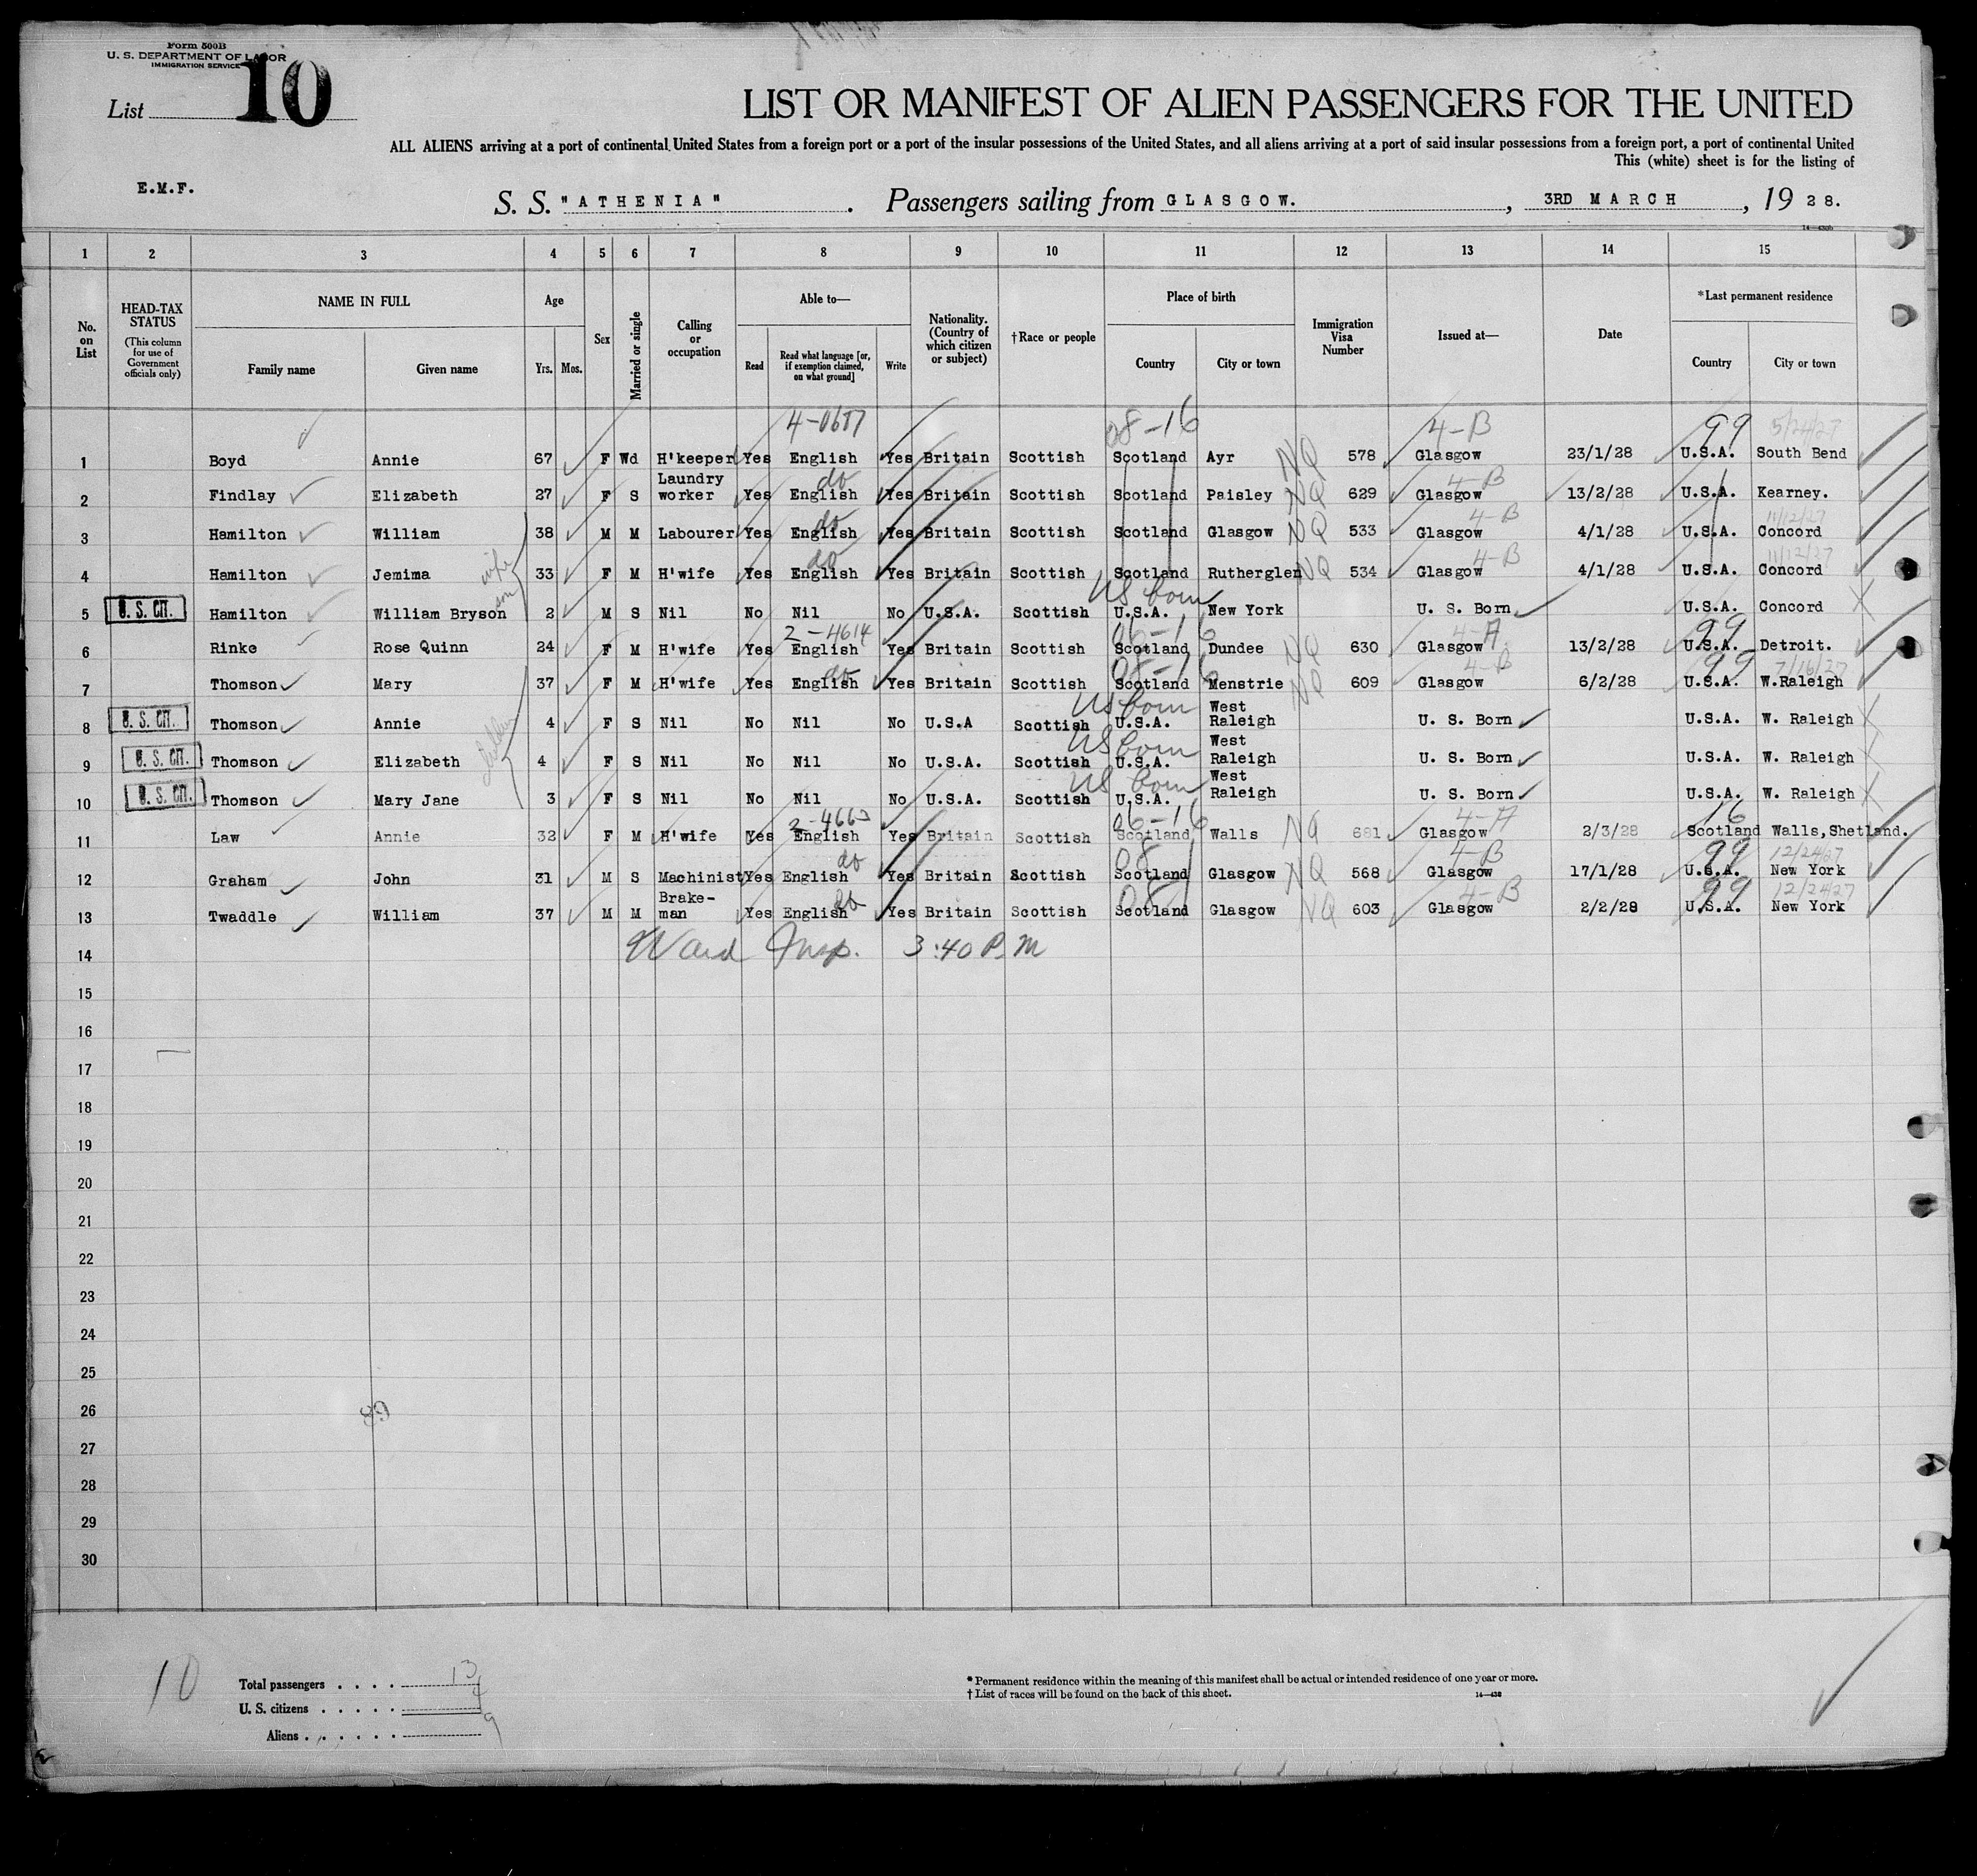 Form 500B
U. S. DEPARTMENT OF LABOR
IMMIGRATION SERVICE
List 10
LIST OR MANIFEST OF ALIEN PASSENGERS FOR THE UNITED
ALL ALIENS arriving at a port of continental United States from a foreign port or a port of the insular possessions of the United States, and all aliens arriving at a port of said insular possessions from a foreign port, a port of continental United
This (white) sheet is for the listing of
E.M.F.
S. S. "ATHENIA" . Passengers sailing from GLASGOW. , 3RD MARCH , 19 28.
14—430b
1 2 3 4 5 6 7 8 9 10 11 12 13 14 15
No. on List
HEAD-TAX STATUS (This column for use of Government officials only)
NAME IN FULL Family name Given name
Age Yrs. Mos.
Sex
Married or single
Calling or occupation
Able to— Read Read what language [or, if exemption claimed, on what ground] Write
Nationality. (Country of which citizen or subject)
†Race or people
Place of birth Country City or town
Immigration Visa Number
Issued at—
Date
*Last permanent residence Country City or town
08-16 4-B 99 5/24/27
1 Boyd Annie 67 F Wd H'keeper Yes English Yes Britain Scottish Scotland Ayr NQ 578 Glasgow 23/1/28 U.S.A. South Bend
do 4-B
2 Findlay Elizabeth 27 F S Laundry worker Yes English Yes Britain Scottish Scotland Paisley NQ 629 Glasgow 13/2/28 U.S.A. Kearney.
do 4-B 11/12/27
3 Hamilton William 38 M M Labourer Yes English Yes Britain Scottish Scotland Glasgow NQ 533 Glasgow 4/1/28 U.S.A. Concord
do 4-B 11/12/27
4 Hamilton Jemima wife 33 F M H'wife Yes English Yes Britain Scottish Scotland Rutherglen NQ 534 Glasgow 4/1/28 U.S.A. Concord
US born
5 U. S. CIT. Hamilton William Bryson son 2 M S Nil No Nil No U.S.A. Scottish U.S.A. New York U. S. Born U.S.A. Concord
2-4614 06-16 4-A 99
6 Rinke Rose Quinn 24 F M H'wife Yes English Yes Britain Scottish Scotland Dundee NQ 630 Glasgow 13/2/28 U.S.A. Detroit.
do 08-16 4-B 99 7/16/27
7 Thomson Mary 37 F M H'wife Yes English Yes Britain Scottish Scotland Menstrie NQ 609 Glasgow 6/2/28 U.S.A. W.Raleigh
US born
8 U. S. CIT. Thomson Annie 4 F S Nil No Nil No U.S.A Scottish U.S.A. West Raleigh U. S. Born U.S.A. W. Raleigh
US born
9 U. S. CIT. Thomson Elizabeth 4 F S Nil No Nil No U.S.A. Scottish U.S.A. West Raleigh U. S. Born U.S.A. W. Raleigh
US born
10 U. S. CIT. Thomson Mary Jane 3 F S Nil No Nil No U.S.A. Scottish U.S.A. West Raleigh U. S. Born U.S.A. W. Raleigh
06-16 4-A 16
11 Law Annie 32 F M H'wife Yes English Yes Britain Scottish Scotland Walls NQ 681 Glasgow 2/3/28 Scotland Walls,Shetland.
do 08 4-B 99 12/24/27
12 Graham John 31 M S Machinist Yes English Yes Britain Scottish Scotland Glasgow NQ 568 Glasgow 17/1/28 U.S.A. New York
do 08 4-B 99 12/24/27
13 Twaddle William 37 M M Brake-man Yes English Yes Britain Scottish Scotland Glasgow NQ 603 Glasgow 2/2/28 U.S.A. New York
14 Ward Insp. 3:40 P.M
15
16
17
18
19
20
21
22
23
24
25
26
27
28
29
30
10
Total passengers . . . . 13
U. S. citizens . . . . . 4
Aliens . . . . . . 9
* Permanent residence within the meaning of this manifest shall be actual or intended residence of one year or more.
† List of races will be found on the back of this sheet.
14—438